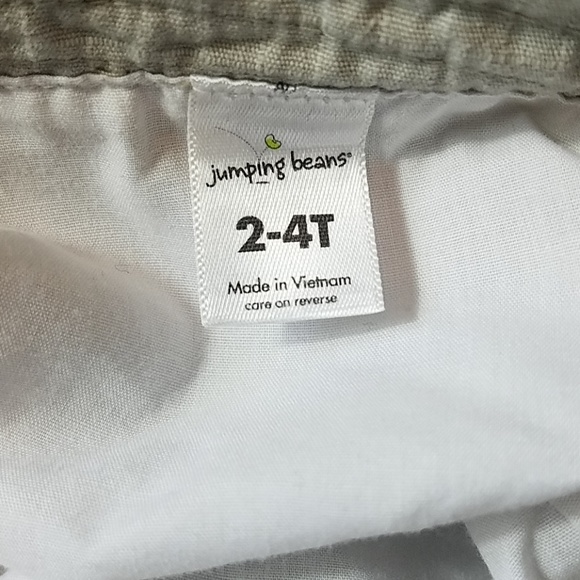 jumping beans®
2-4T
Made in Vietnam
care on reverse